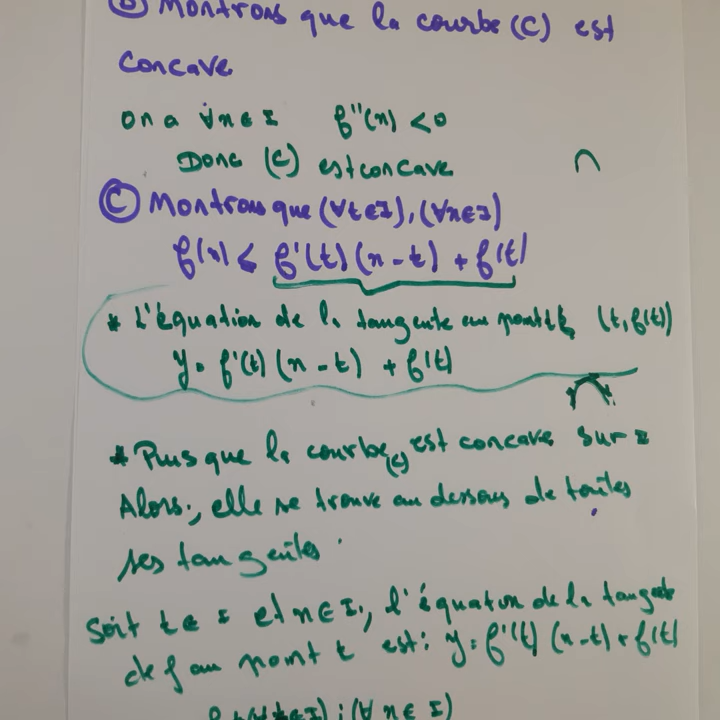 ⓑ Montrons que la courbe (C) est
concave
on a ∀x∈I f''(x) <0
Donc (C) est concave
ⓒ Montrons que (∀t∈I), (∀x∈I)
f(x) ≤ f'(t)(x-t) + f(t)
* L'équation de la tangente au point (t, f(t))
y = f'(t)(x-t) + f(t)
* Puisque la courbe (C) est concave sur I
Alors, elle se trouve au dessous de toutes
ses tangentes.
Soit t∈I et x∈I, l'équation de la tangente
de f au point t est: y = f'(t)(x-t) + f(t)
(∀t∈I); (∀x∈I)